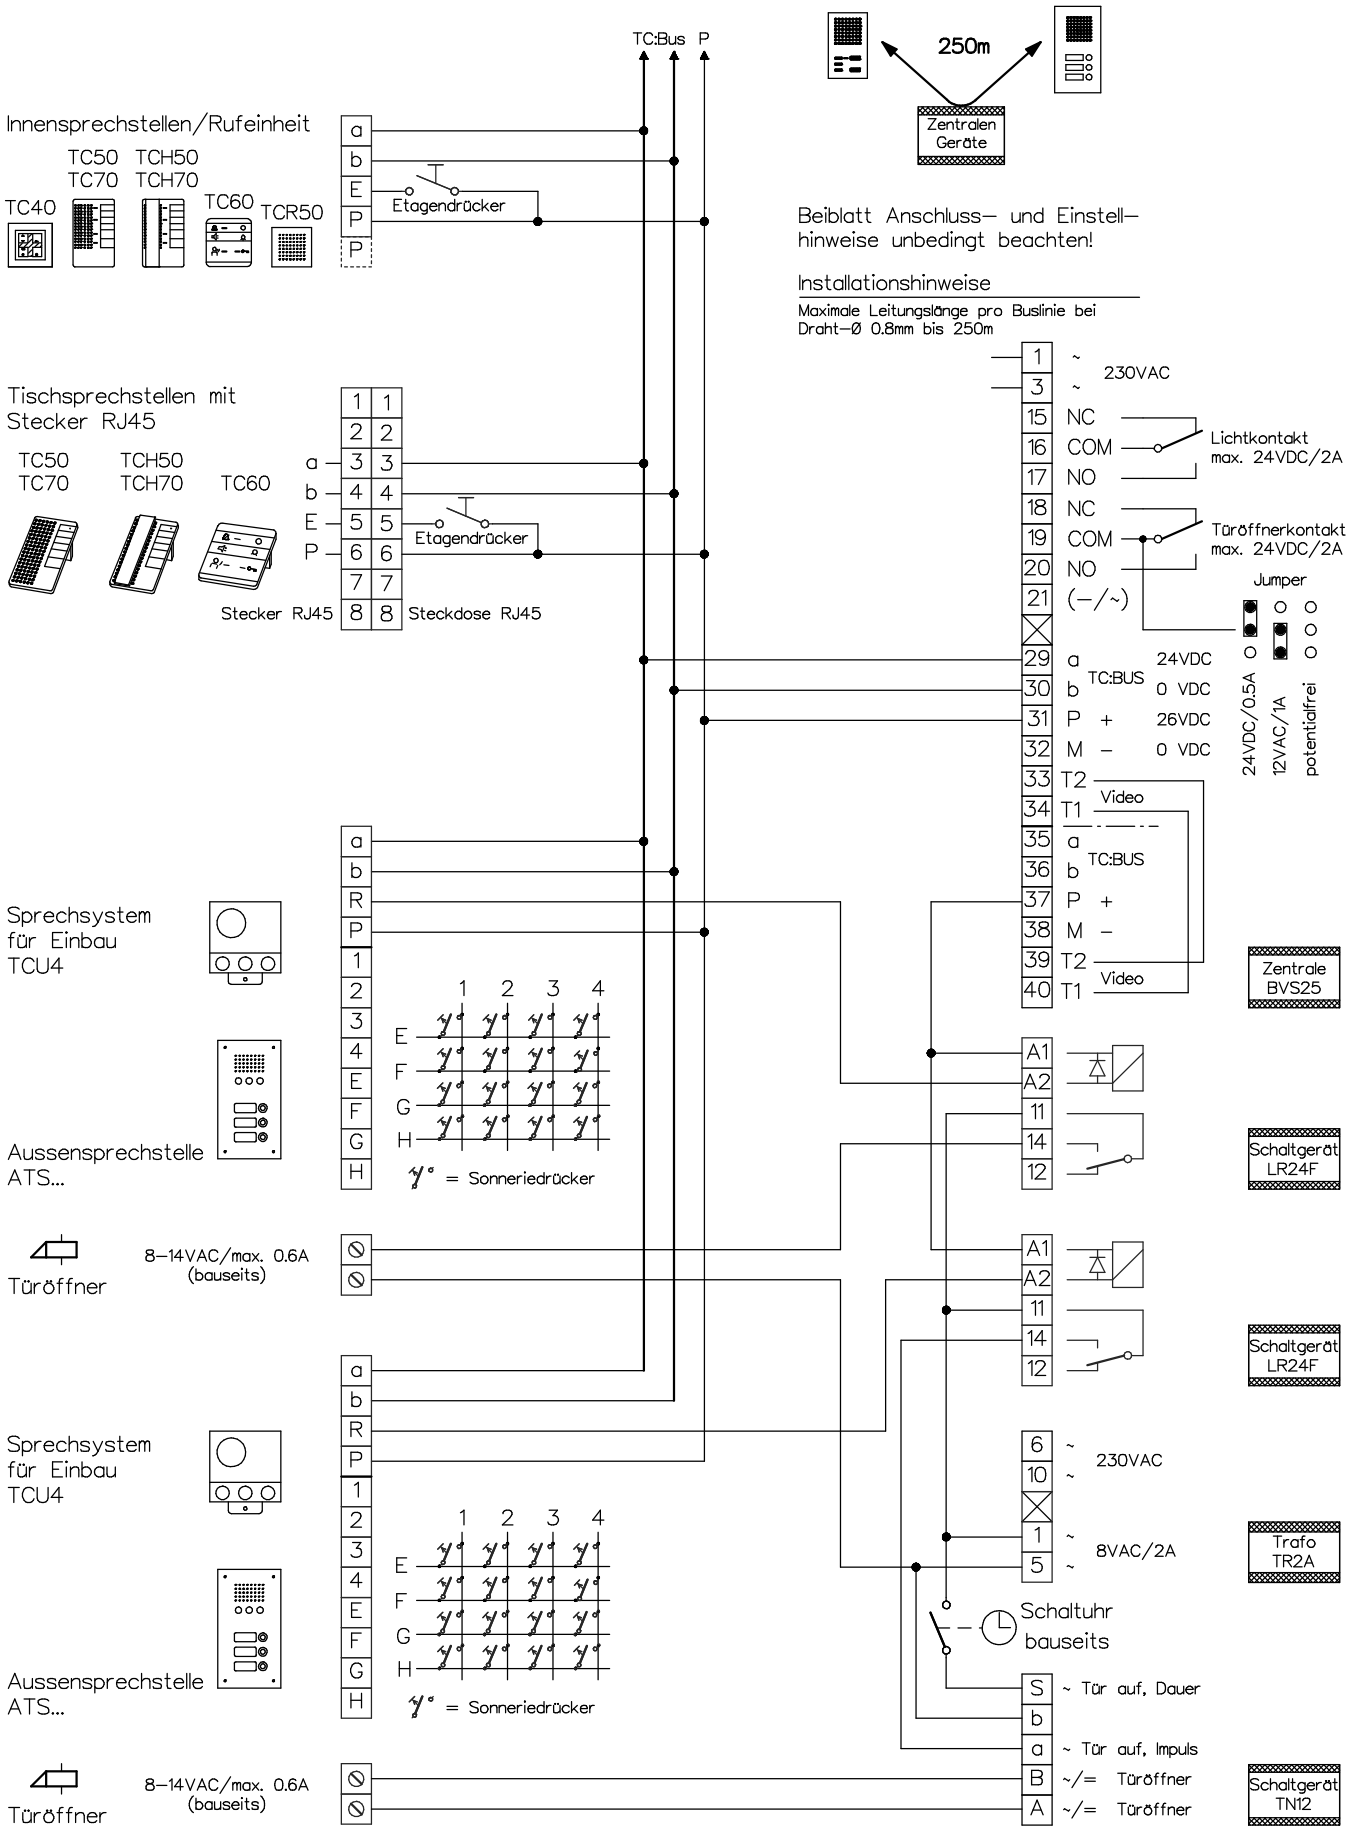 TC:Bus P
250m
Zentralen
Geräte
Innensprechstellen/Rufeinheit
TC50 TCH50
TC70 TCH70
TC40
TC60
TCR50
a
b
E
P
P
Etagendrücker
Beiblatt Anschluss- und Einstell-
hinweise unbedingt beachten!
Installationshinweise
Maximale Leitungslänge pro Buslinie bei
Draht-Ø 0.8mm bis 250m
Tischsprechstellen mit
Stecker RJ45
TC50 TCH50
TC70 TCH70 TC60
1 1
2 2
a 3 3
b 4 4
E 5 5
P 6 6
7 7
8 8
Etagendrücker
Stecker RJ45
Steckdose RJ45
1 ~
3 ~
230VAC
15 NC
16 COM
17 NO
Lichtkontakt
max. 24VDC/2A
18 NC
19 COM
20 NO
Türöffnerkontakt
max. 24VDC/2A
21 (-/~)
Jumper
24VDC/0.5A
12VAC/1A
potentialfrei
29 a 24VDC
TC:BUS
30 b 0 VDC
31 P + 26VDC
32 M - 0 VDC
33 T2
Video
34 T1
35 a
TC:BUS
36 b
37 P +
38 M -
39 T2
Video
40 T1
Zentrale
BVS25
Sprechsystem
für Einbau
TCU4
Aussensprechstelle
ATS...
a
b
R
P
1
2
3
4
E
F
G
H
1 2 3 4
E
F
G
H
= Sonneriedrücker
A1
A2
11
14
12
Schaltgerät
LR24F
Türöffner
8-14VAC/max. 0.6A
(bauseits)
A1
A2
11
14
12
Schaltgerät
LR24F
Sprechsystem
für Einbau
TCU4
Aussensprechstelle
ATS...
a
b
R
P
1
2
3
4
E
F
G
H
1 2 3 4
E
F
G
H
= Sonneriedrücker
6 ~
10 ~
230VAC
1 ~
5 ~
8VAC/2A
Trafo
TR2A
Schaltuhr
bauseits
S ~ Tür auf, Dauer
b
a ~ Tür auf, Impuls
B ~/= Türöffner
A ~/= Türöffner
Schaltgerät
TN12
Türöffner
8-14VAC/max. 0.6A
(bauseits)